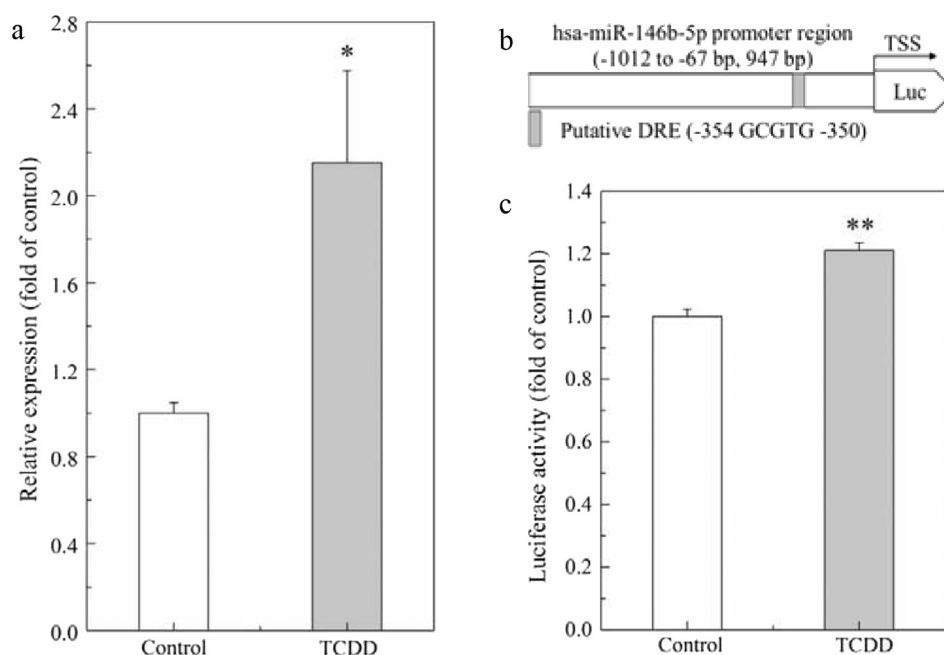 a
Relative expression (fold of control)
2.8
2.4
2.0
1.6
1.2
0.8
0.4
0.0
*
Control
TCDD
b
hsa-miR-146b-5p promoter region
(-1012 to -67 bp, 947 bp)
TSS
Luc
Putative DRE (-354 GCGTG -350)
c
Luciferase activity (fold of control)
1.4
1.2
1.0
0.8
0.6
0.4
0.2
0.0
**
Control
TCDD